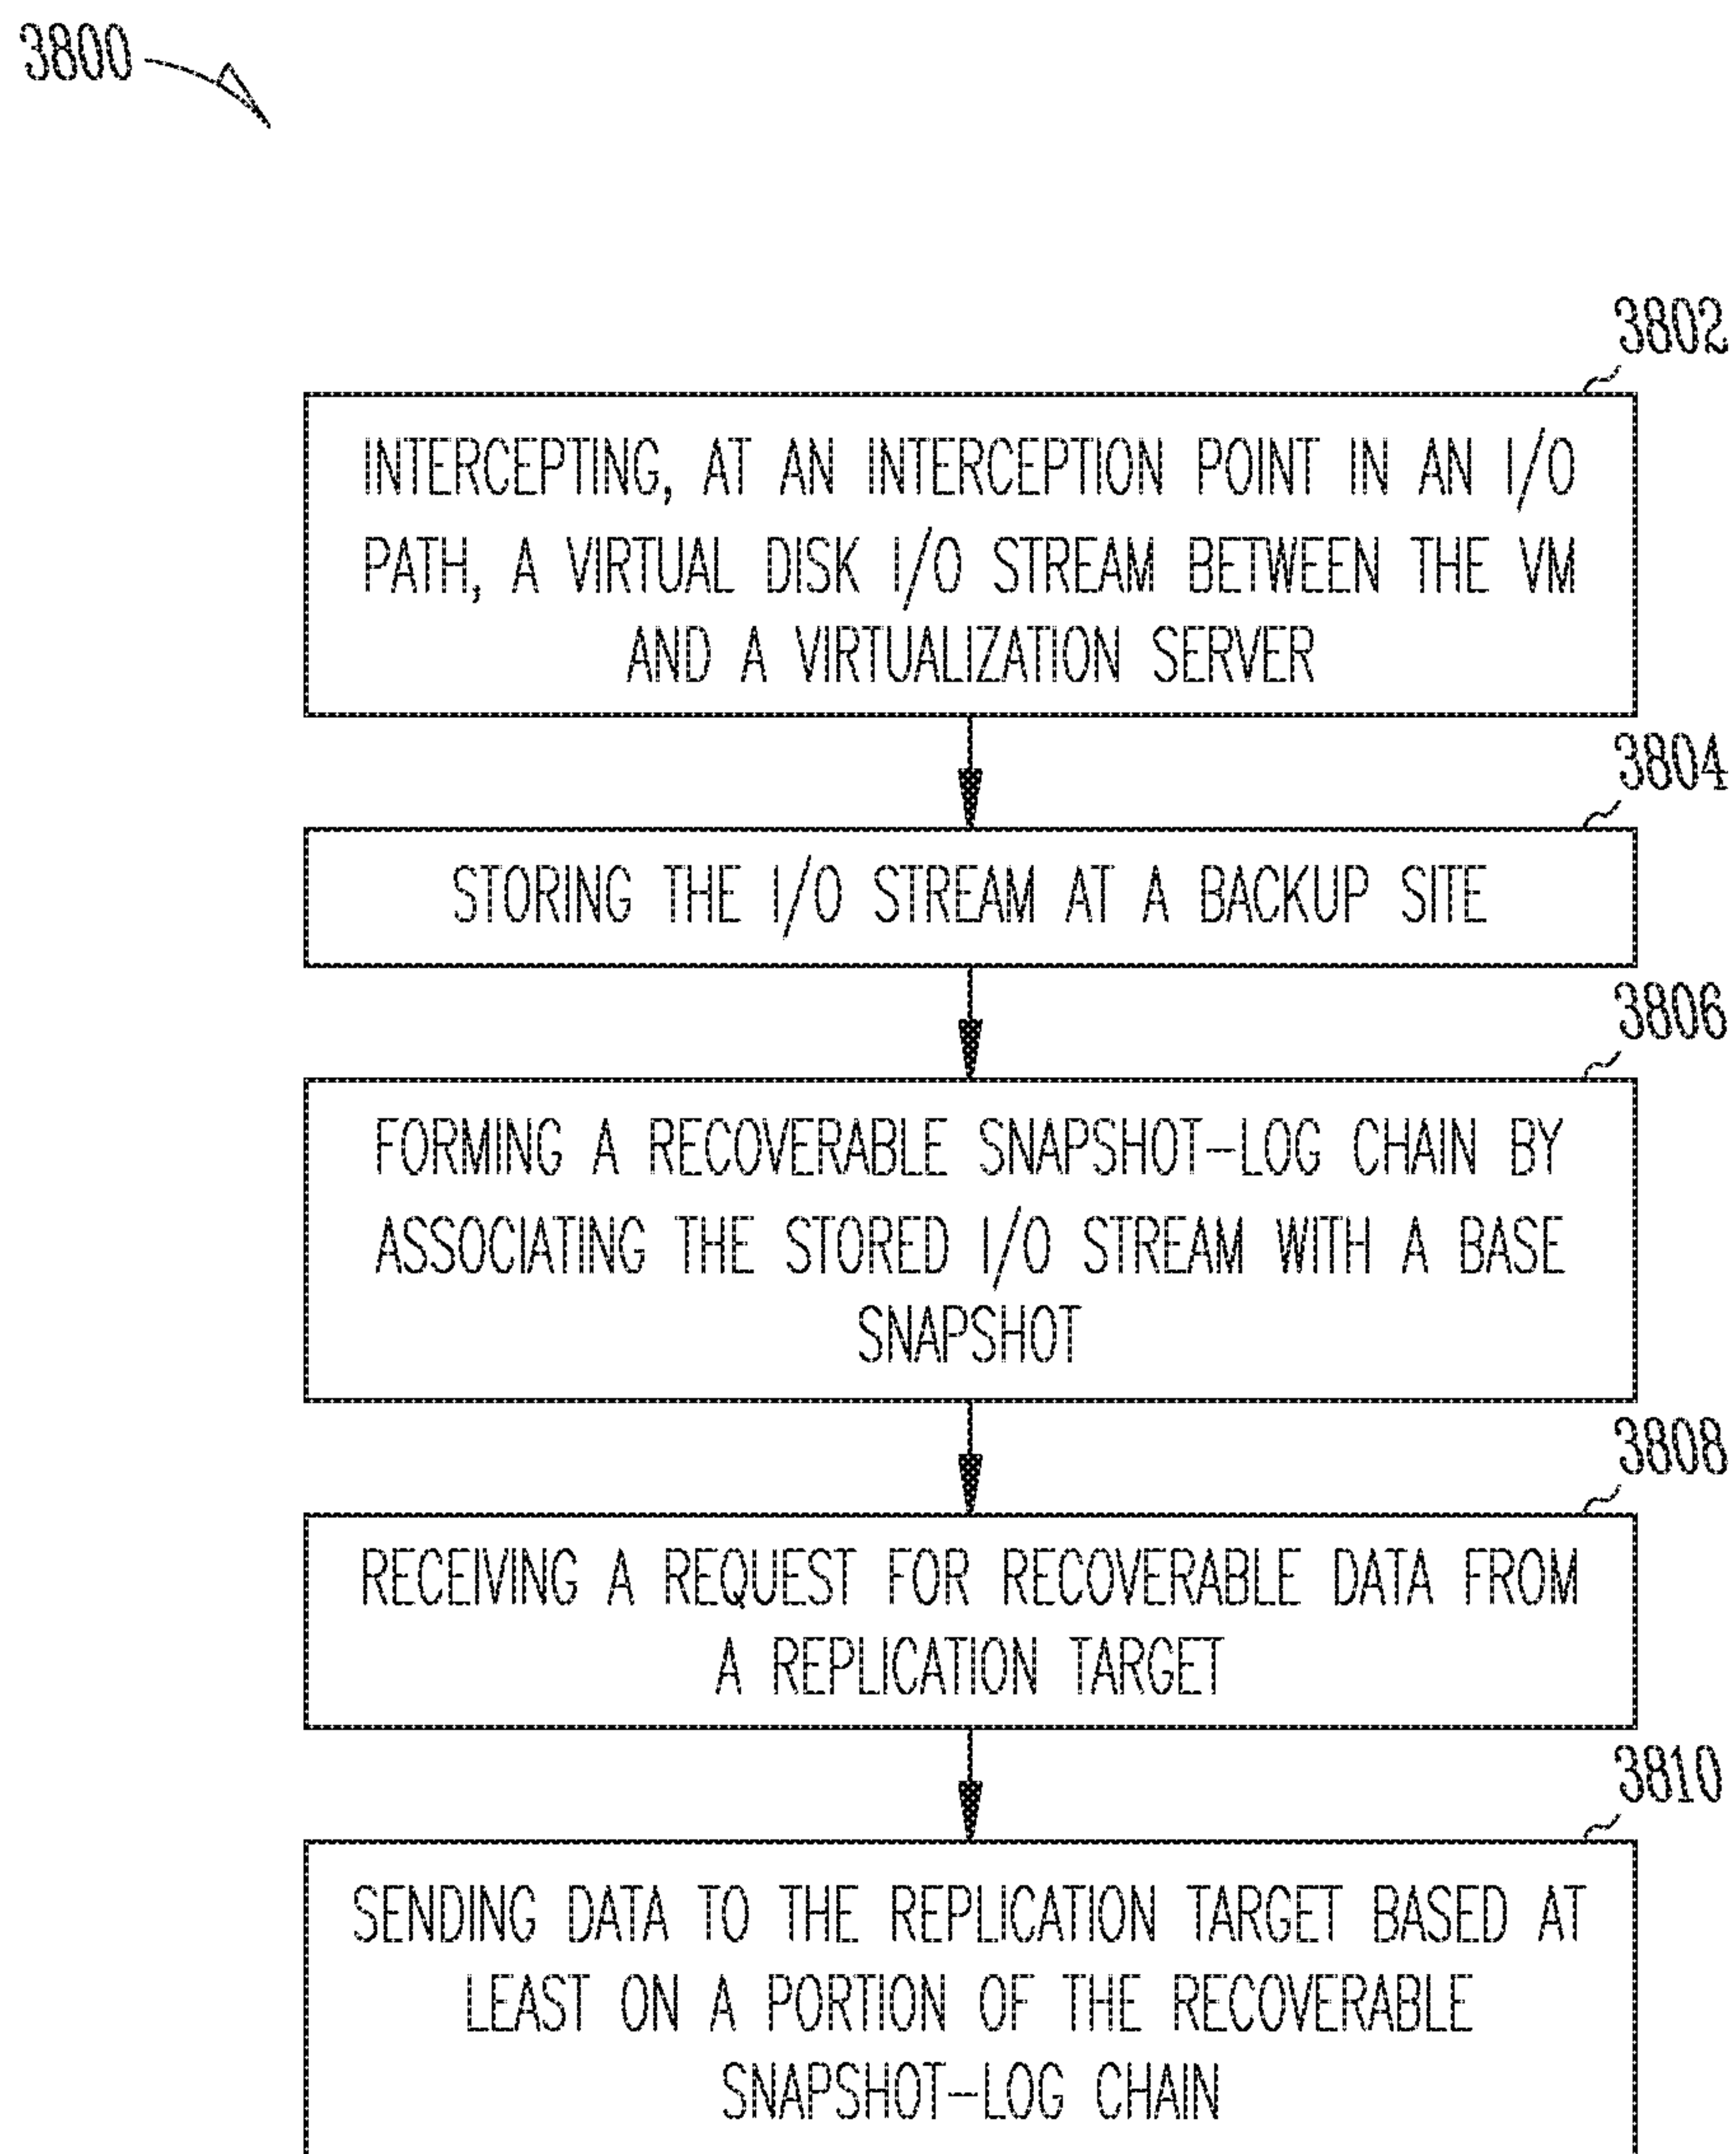 3800
3802
INTERCEPTING, AT AN INTERCEPTION POINT IN AN I/O
PATH, A VIRTUAL DISK I/O STREAM BETWEEN THE VM
AND A VIRTUALIZATION SERVER
3804
STORING THE I/O STREAM AT A BACKUP SITE
3806
FORMING A RECOVERABLE SNAPSHOT-LOG CHAIN BY
ASSOCIATING THE STORED I/O STREAM WITH A BASE
SNAPSHOT
3808
RECEIVING A REQUEST FOR RECOVERABLE DATA FROM
A REPLICATION TARGET
3810
SENDING DATA TO THE REPLICATION TARGET BASED AT
LEAST ON A PORTION OF THE RECOVERABLE
SNAPSHOT-LOG CHAIN